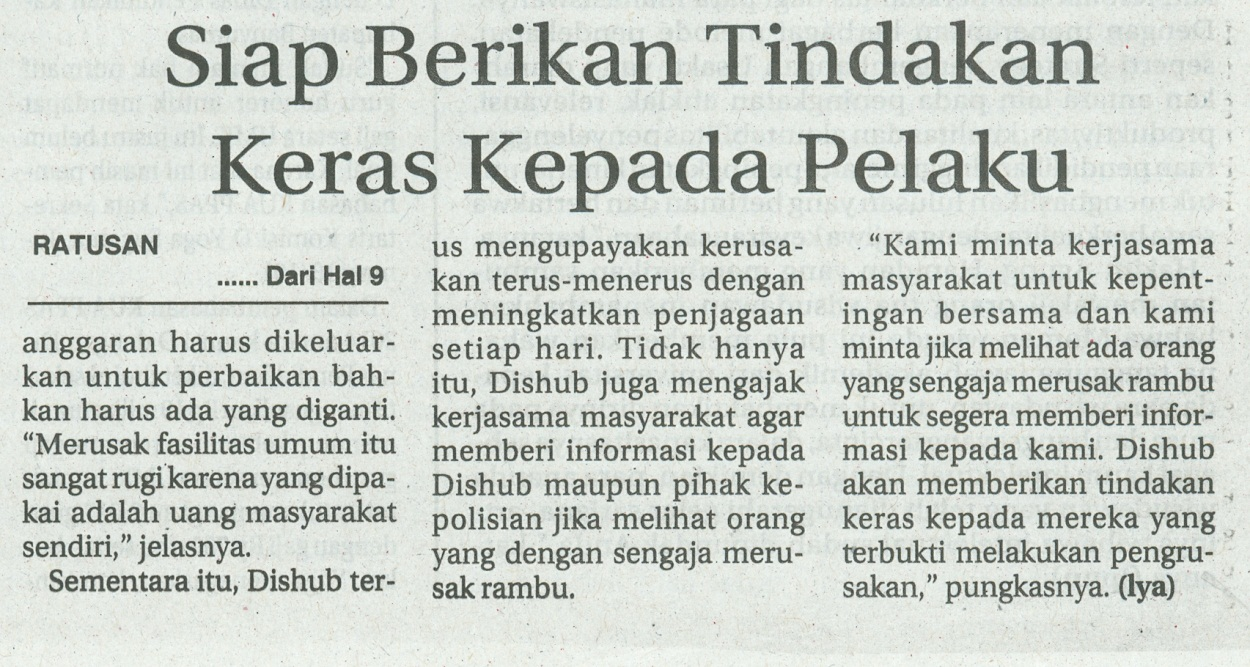 Siap Berikan Tindakan
Keras Kepada Pelaku
RATUSAN
...... Dari Hal 9
anggaran harus dikeluar-
kan untuk perbaikan bah-
kan harus ada yang diganti.
“Merusak fasilitas umum itu
sangat rugi karena yang dipa-
kai adalah uang masyarakat
sendiri,” jelasnya.
Sementara itu, Dishub ter-
us mengupayakan kerusa-
kan terus-menerus dengan
meningkatkan penjagaan
setiap hari. Tidak hanya
itu, Dishub juga mengajak
kerjasama masyarakat agar
memberi informasi kepada
Dishub maupun pihak ke-
polisian jika melihat orang
yang dengan sengaja meru-
sak rambu.
“Kami minta kerjasama
masyarakat untuk kepent-
ingan bersama dan kami
minta jika melihat ada orang
yang sengaja merusak rambu
untuk segera memberi infor-
masi kepada kami. Dishub
akan memberikan tindakan
keras kepada mereka yang
terbukti melakukan pengru-
sakan,” pungkasnya. (lya)